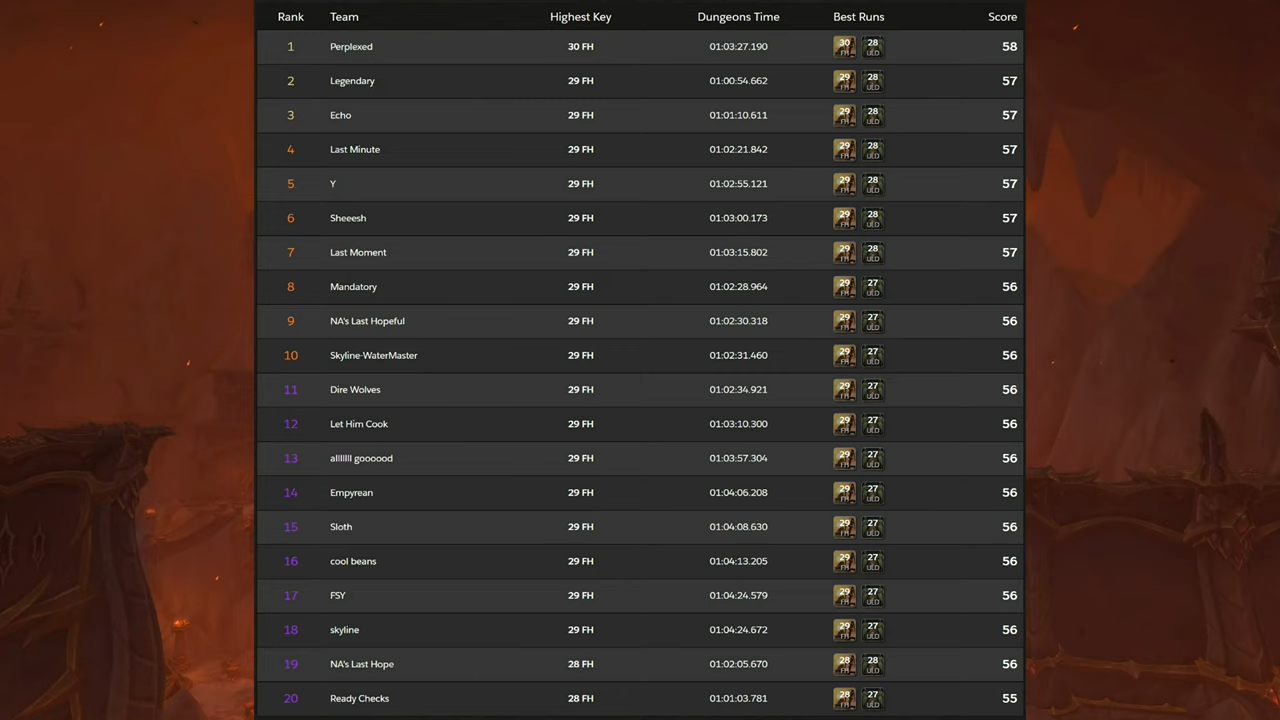 Rank Team Highest Key Dungeons Time Best Runs Score
1 Perplexed 30 FH 01:03:27.190 30 FH 28 ULD 58
2 Legendary 29 FH 01:00:54.662 29 FH 28 ULD 57
3 Echo 29 FH 01:01:10.611 29 FH 28 ULD 57
4 Last Minute 29 FH 01:02:21.842 29 FH 28 ULD 57
5 Y 29 FH 01:02:55.121 29 FH 28 ULD 57
6 Sheeesh 29 FH 01:03:00.173 29 FH 28 ULD 57
7 Last Moment 29 FH 01:03:15.802 29 FH 28 ULD 57
8 Mandatory 29 FH 01:02:28.964 29 FH 27 ULD 56
9 NA's Last Hopeful 29 FH 01:02:30.318 29 FH 27 ULD 56
10 Skyline-WaterMaster 29 FH 01:02:31.460 29 FH 27 ULD 56
11 Dire Wolves 29 FH 01:02:34.921 29 FH 27 ULD 56
12 Let Him Cook 29 FH 01:03:10.300 29 FH 27 ULD 56
13 alllllll goooood 29 FH 01:03:57.304 29 FH 27 ULD 56
14 Empyrean 29 FH 01:04:06.208 29 FH 27 ULD 56
15 Sloth 29 FH 01:04:08.630 29 FH 27 ULD 56
16 cool beans 29 FH 01:04:13.205 29 FH 27 ULD 56
17 FSY 29 FH 01:04:24.579 29 FH 27 ULD 56
18 skyline 29 FH 01:04:24.672 29 FH 27 ULD 56
19 NA's Last Hope 28 FH 01:02:05.670 28 FH 28 ULD 56
20 Ready Checks 28 FH 01:01:03.781 28 FH 27 ULD 55